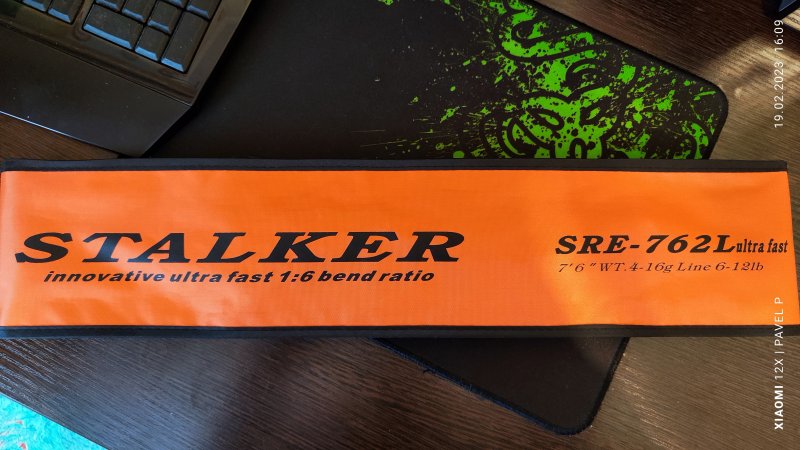 STALKER
innovative ultra fast 1:6 bend ratio
SRE-762L ultra fast
7'6" WT. 4-16g Line 6-12lb
19.02.2023 16:09
XIAOMI 12X | PAVEL P